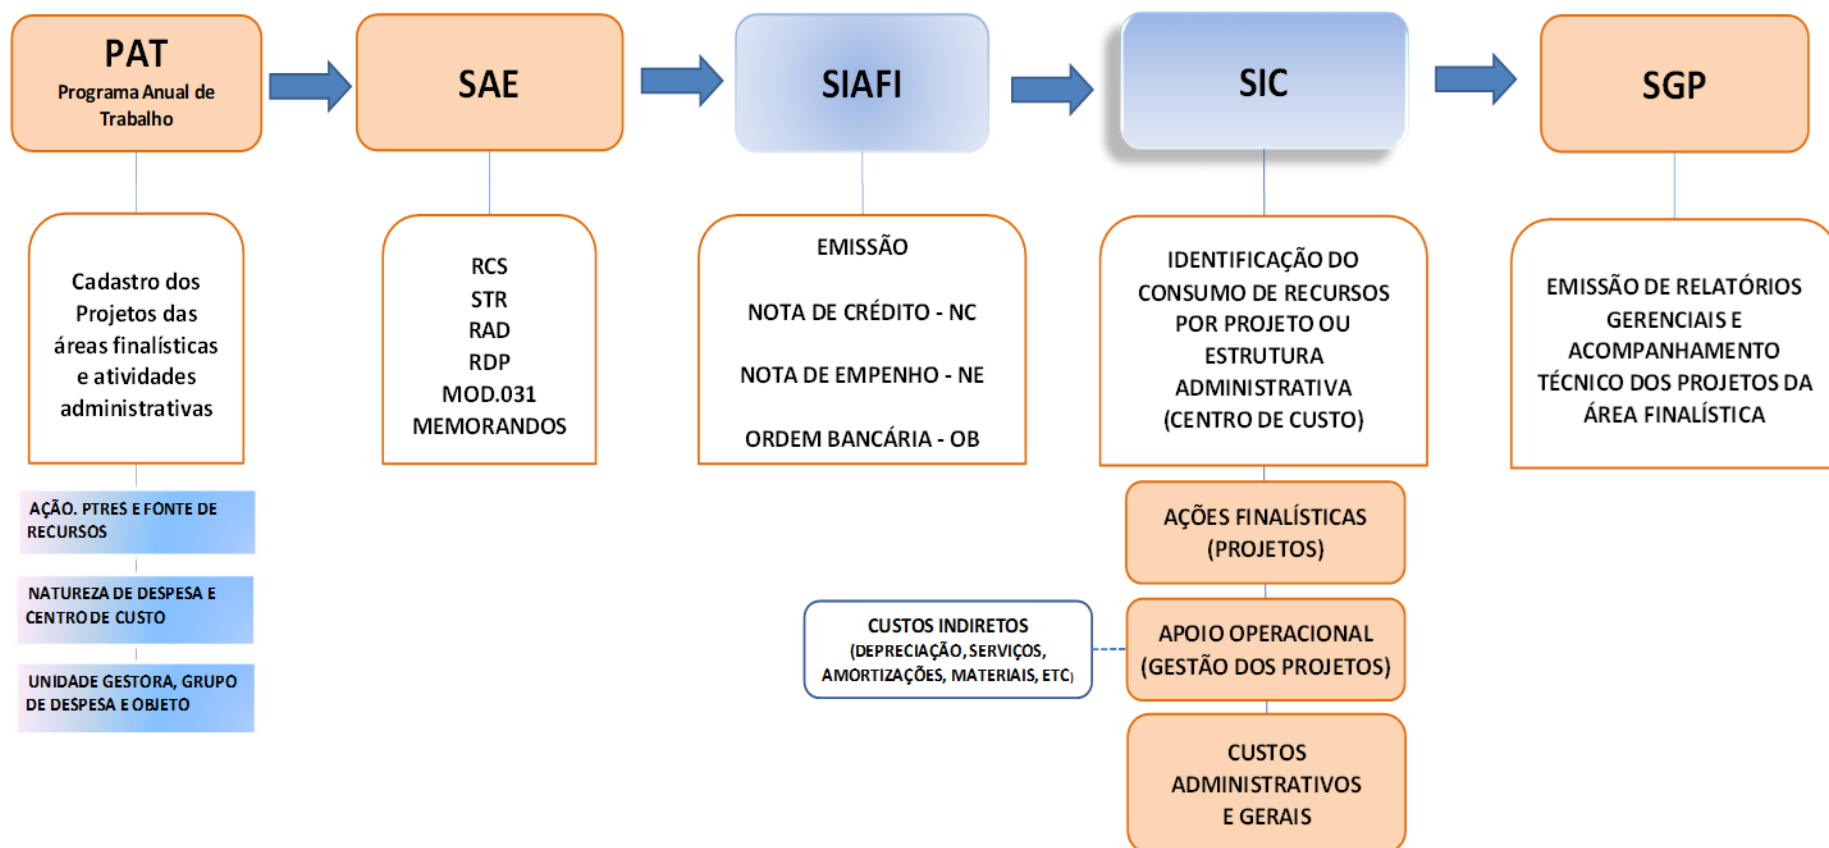 PAT
Programa Anual de
Trabalho
SAE
SIAFI
SIC
SGP
Cadastro dos
Projetos das
áreas finalísticas
e atividades
administrativas
AÇÃO. PTRES E FONTE DE
RECURSOS
NATUREZA DE DESPESA E
CENTRO DE CUSTO
UNIDADE GESTORA, GRUPO
DE DESPESA E OBJETO
RCS
STR
RAD
RDP
MOD.031
MEMORANDOS
EMISSÃO
NOTA DE CRÉDITO - NC
NOTA DE EMPENHO - NE
ORDEM BANCÁRIA - OB
IDENTIFICAÇÃO DO
CONSUMO DE RECURSOS
POR PROJETO OU
ESTRUTURA
ADMINISTRATIVA
(CENTRO DE CUSTO)
AÇÕES FINALÍSTICAS
(PROJETOS)
CUSTOS INDIRETOS
(DEPRECIAÇÃO, SERVIÇOS,
AMORTIZAÇÕES, MATERIAIS, ETC)
APOIO OPERACIONAL
(GESTÃO DOS PROJETOS)
CUSTOS
ADMINISTRATIVOS
E GERAIS
EMISSÃO DE RELATÓRIOS
GERENCIAIS E
ACOMPANHAMENTO
TÉCNICO DOS PROJETOS DA
ÁREA FINALÍSTICA